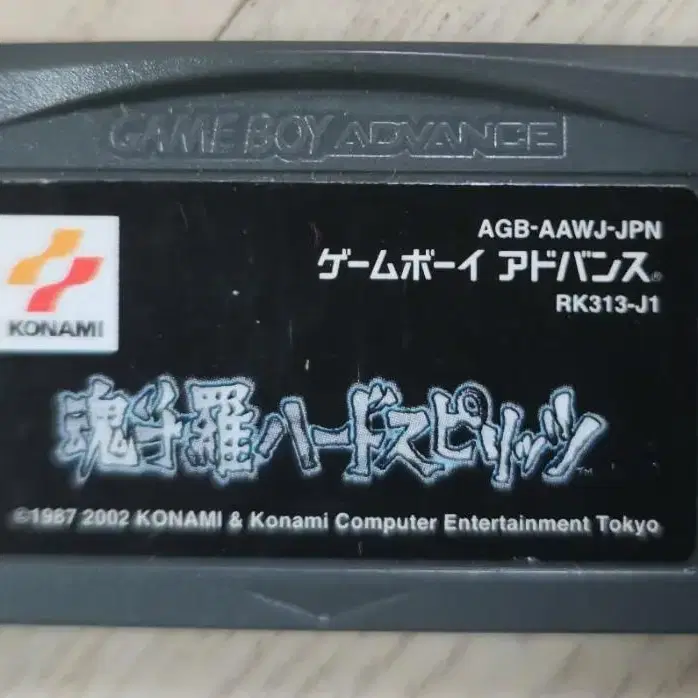 GAME BOY ADVANCE
KONAMI
AGB-AAWJ-JPN
ゲームボーイ アドバンス®
RK313-J1
魂斗羅ハードスピリッツ™
©1987 2002 KONAMI & Konami Computer Entertainment Tokyo